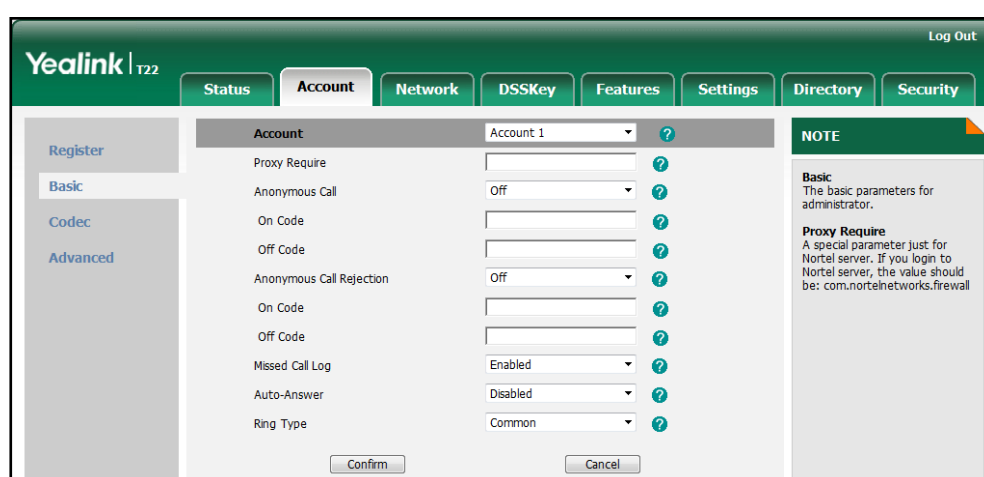 Log Out
Yealink | T22
Status Account Network DSSKey Features Settings Directory Security
Register
Basic
Codec
Advanced
Account Account 1 ?
Proxy Require ?
Anonymous Call Off ?
On Code ?
Off Code ?
Anonymous Call Rejection Off ?
On Code ?
Off Code ?
Missed Call Log Enabled ?
Auto-Answer Disabled ?
Ring Type Common ?
Confirm Cancel
NOTE
Basic
The basic parameters for
administrator.
Proxy Require
A special parameter just for
Nortel server. If you login to
Nortel server, the value should
be: com.nortelnetworks.firewall